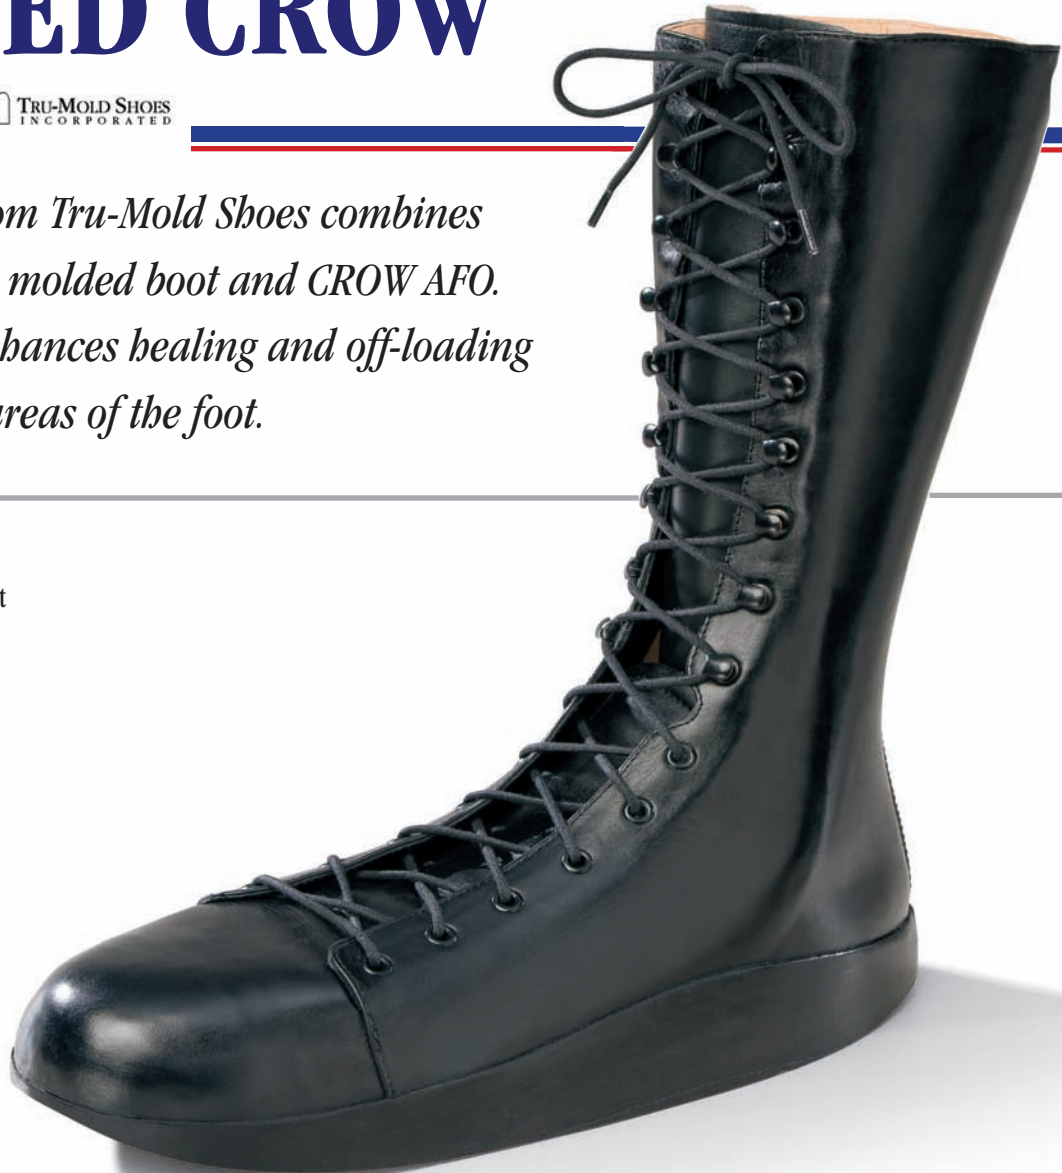 ED CROW
TRU-MOLD SHOES
INCORPORATED
om Tru-Mold Shoes combines
molded boot and CROW AFO.
hances healing and off-loading
areas of the foot.
t